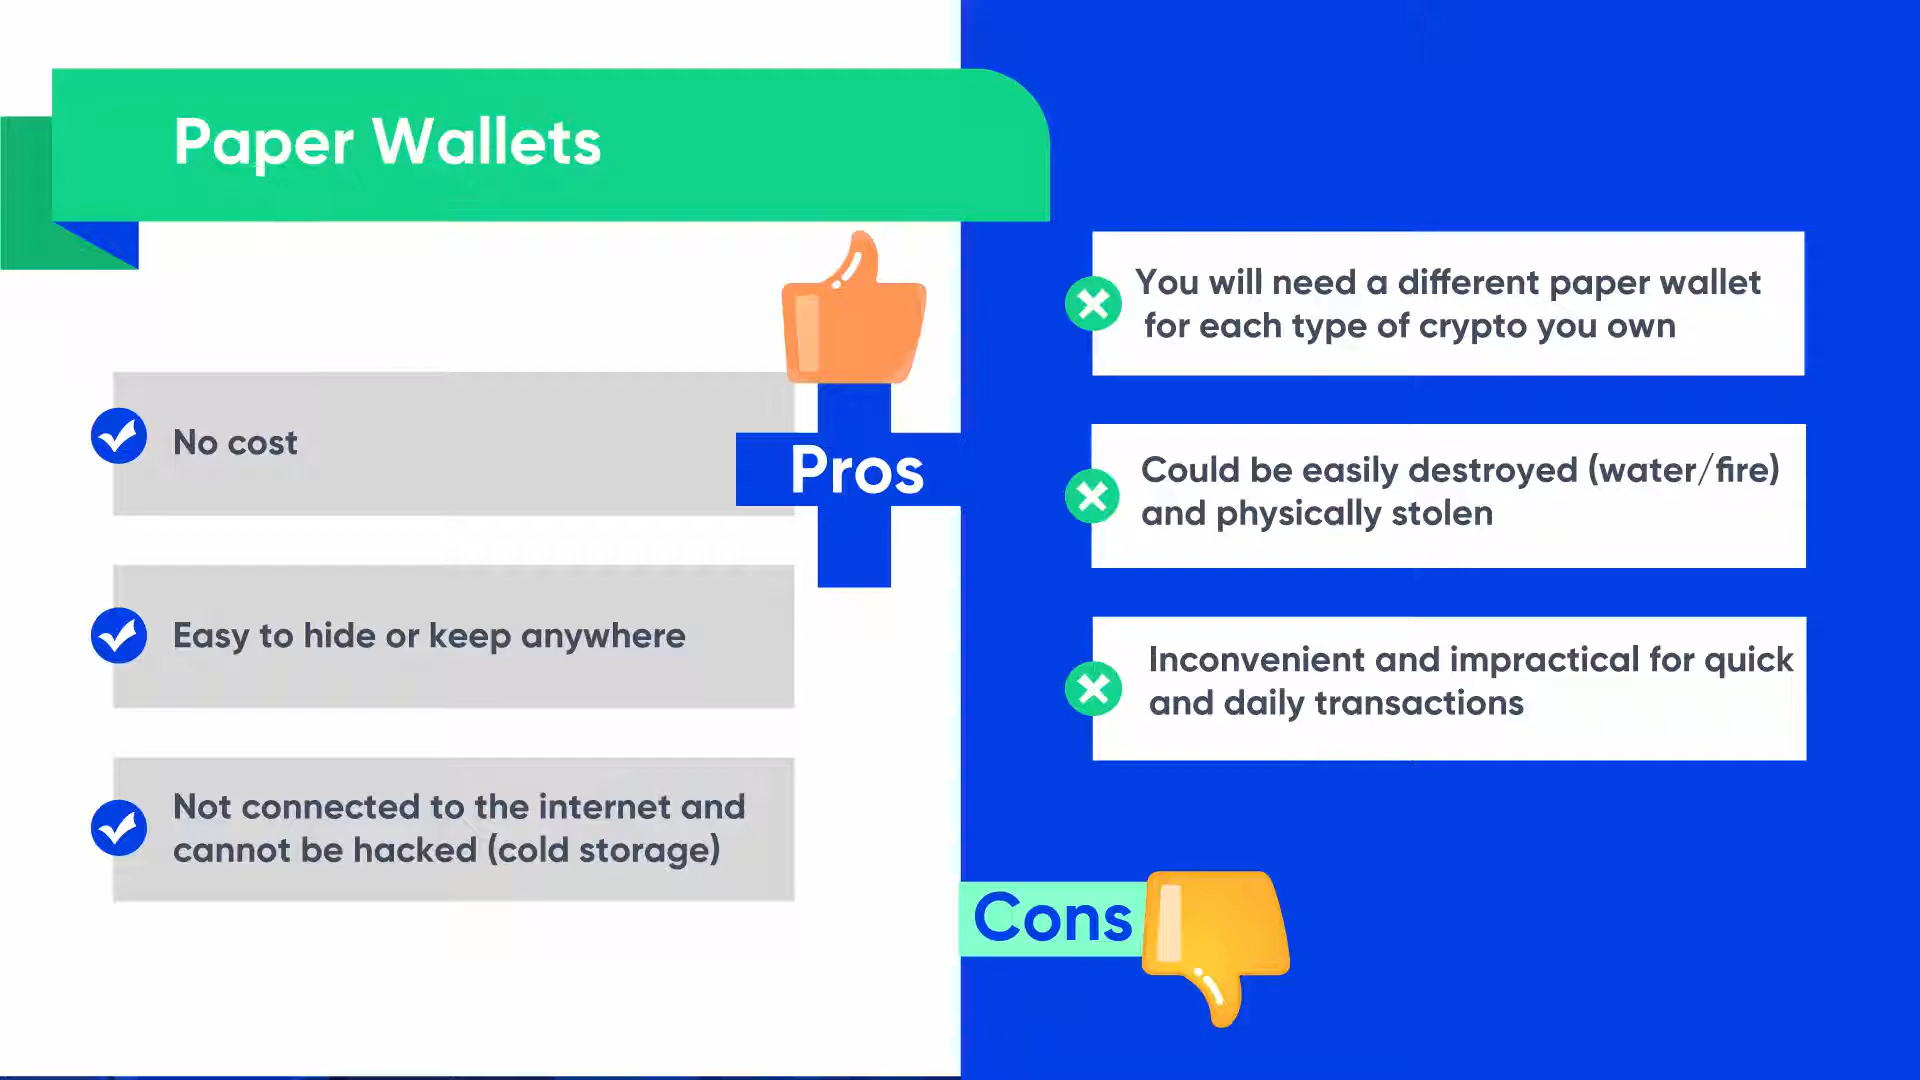 Paper Wallets
Pros
No cost
Easy to hide or keep anywhere
Not connected to the internet and
cannot be hacked (cold storage)
You will need a different paper wallet
for each type of crypto you own
Could be easily destroyed (water/fire)
and physically stolen
Inconvenient and impractical for quick
and daily transactions
Cons